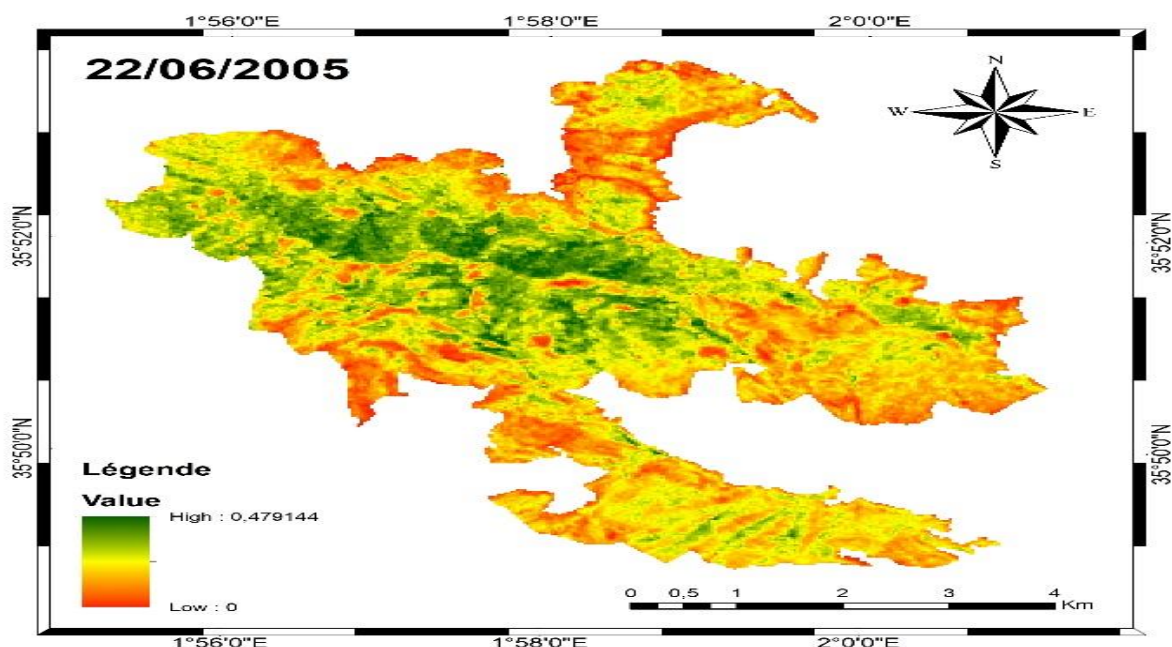 1°56'0"E 1°58'0"E 2°0'0"E
22/06/2005
N
W E
S
35°52'0"N 35°52'0"N
35°50'0"N 35°50'0"N
Légende
Value
High : 0,479144
Low : 0
0 0,5 1 2 3 4
Km
1°56'0"E 1°58'0"E 2°0'0"E